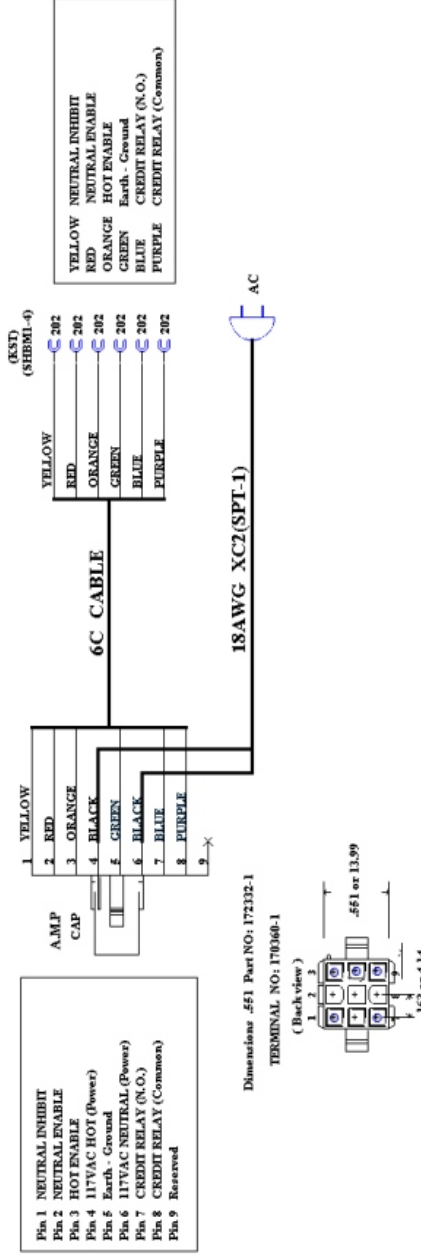 Pin 1 NEUTRAL INHIBIT
Pin 2 NEUTRAL ENABLE
Pin 3 HOT ENABLE
Pin 4 117VAC HOT (Power)
Pin 5 Earth - Ground
Pin 6 117VAC NEUTRAL (Power)
Pin 7 CREDIT RELAY (N.O.)
Pin 8 CREDIT RELAY (Common)
Pin 9 Reserved
A.M.P
CAP
1 YELLOW
2 RED
3 ORANGE
4 BLACK
5 GREEN
6 BLACK
7 BLUE
8 PURPLE
9
6C CABLE
(KST)
(SHBM1-4)
YELLOW 202
RED 202
ORANGE 202
GREEN 202
BLUE 202
PURPLE 202
YELLOW NEUTRAL INHIBIT
RED NEUTRAL ENABLE
ORANGE HOT ENABLE
GREEN Earth - Ground
BLUE CREDIT RELAY (N.O.)
PURPLE CREDIT RELAY (Common)
18AWG XC2(SPT-1)
AC
Dimensions .551 Part NO: 172332-1
TERMINAL NO: 170360-1
( Back view )
1 2 3
.551 or 13.99